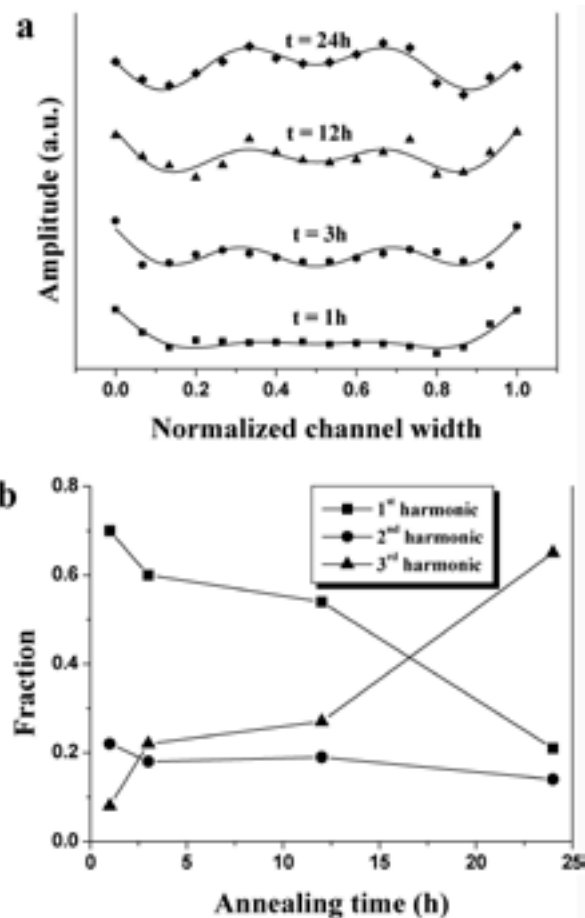 a
t = 24h
t = 12h
t = 3h
t = 1h
Amplitude (a.u.)
0.0 0.2 0.4 0.6 0.8 1.0
Normalized channel width
b
0.8
0.6
0.4
0.2
0.0
Fraction
1st harmonic
2nd harmonic
3rd harmonic
0 5 10 15 20 25
Annealing time (h)